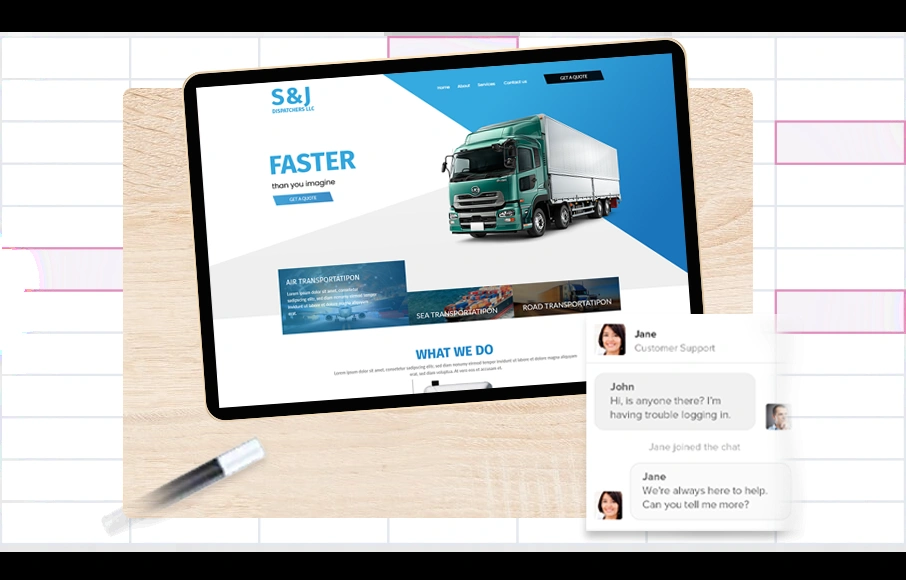 S&J
DISPATCHERS LLC
Home About Services Contact us
GET A QUOTE
FASTER
than you imagine
GET A QUOTE
AIR TRANSPORTATIPON
Lorem ipsum dolor sit amet, consetetur
sadipscing elitr, sed diam nonumy eirmod
tempor invidunt ut labore et dolore magna aliquyam
erat.
SEA TRANSPORTATIPON
ROAD TRANSPORTATIPON
WHAT WE DO
Lorem ipsum dolor sit amet, consetetur sadipscing elitr, sed diam nonumy eirmod tempor invidunt ut labore et dolore magna aliquyam
erat, sed diam voluptua. At vero eos et accusam et.
Jane
Customer Support
John
Hi, is anyone there? I'm
having trouble logging in.
Jane joined the chat
Jane
We're always here to help.
Can you tell me more?